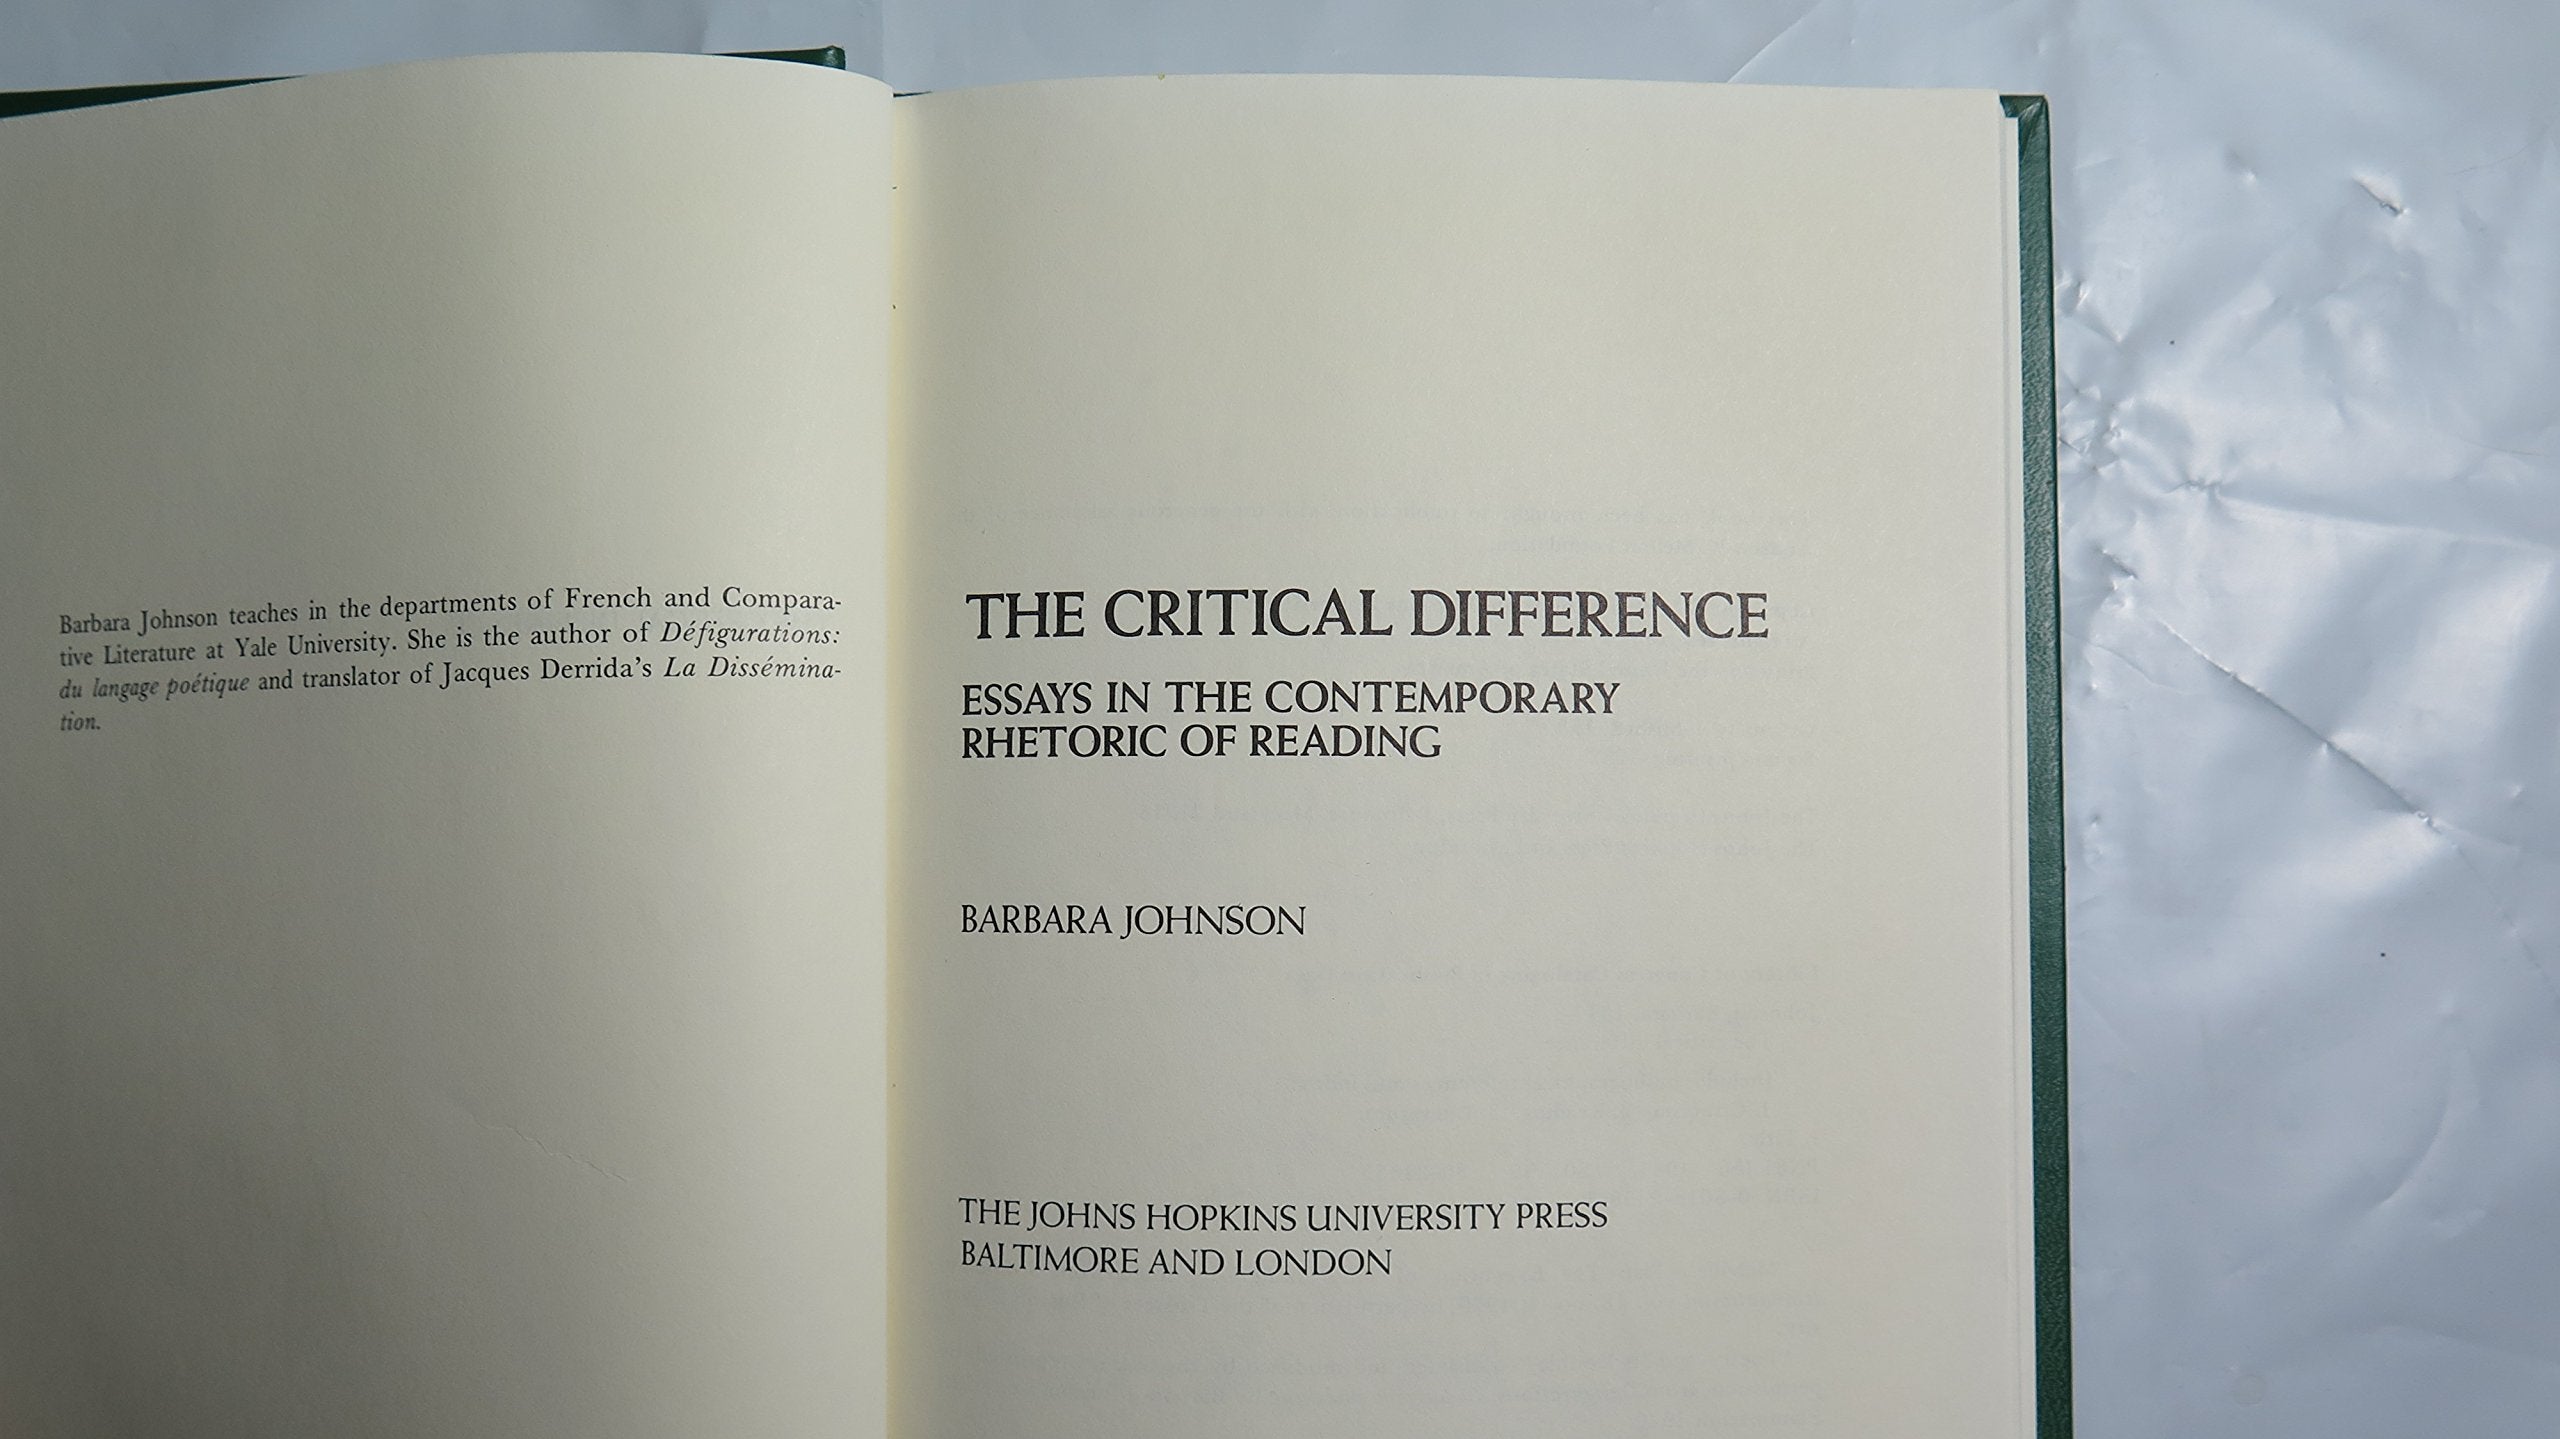 Barbara Johnson teaches in the departments of French and Compara-
tive Literature at Yale University. She is the author of Défigurations:
du langage poétique and translator of Jacques Derrida's La Dissémina-
tion.
THE CRITICAL DIFFERENCE
ESSAYS IN THE CONTEMPORARY
RHETORIC OF READING
BARBARA JOHNSON
THE JOHNS HOPKINS UNIVERSITY PRESS
BALTIMORE AND LONDON